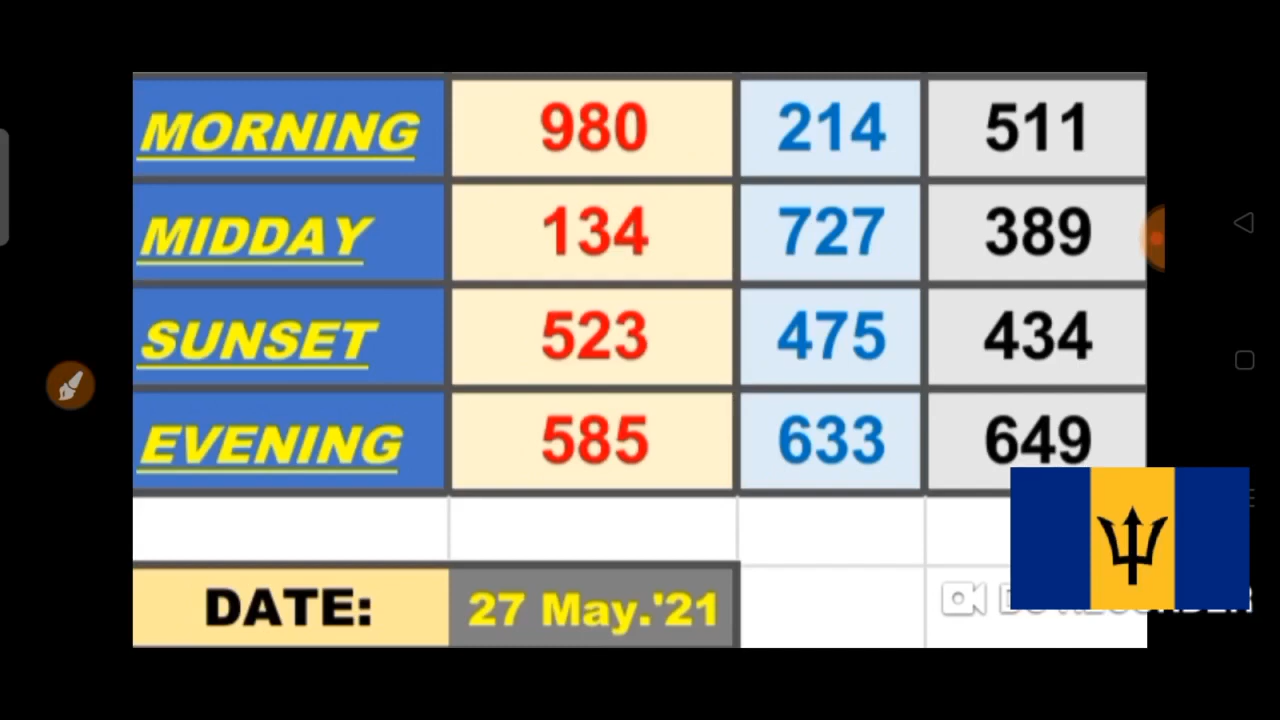 MORNING 980 214 511
MIDDAY 134 727 389
SUNSET 523 475 434
EVENING 585 633 649
DATE: 27 May.'21